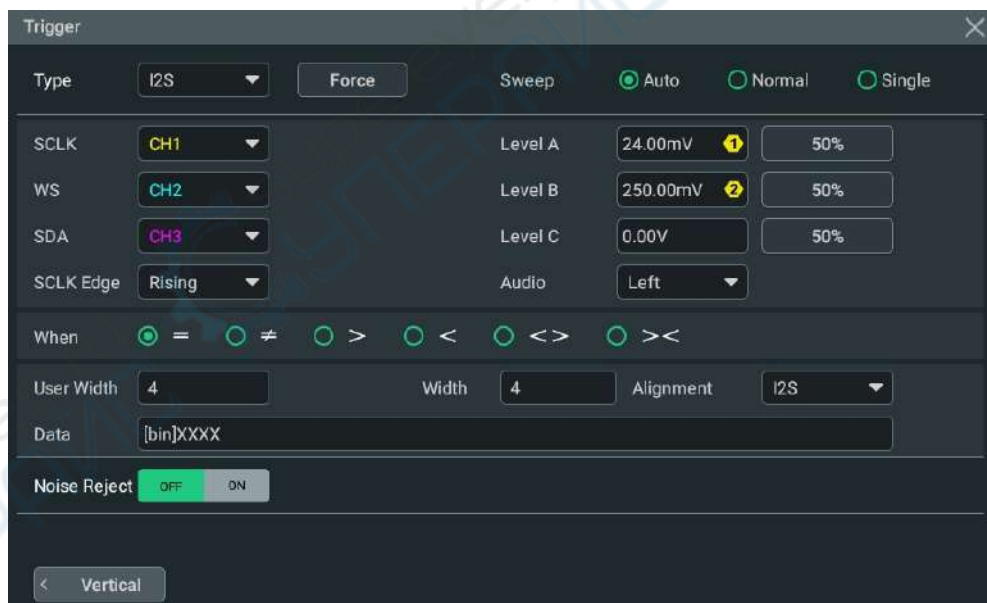 Trigger
Type I2S Force Sweep Auto Normal Single
SCLK CH1 Level A 24.00mV 1 50%
WS CH2 Level B 250.00mV 2 50%
SDA CH3 Level C 0.00V 50%
SCLK Edge Rising Audio Left
When = ≠ > < <> ><
User Width 4 Width 4 Alignment I2S
Data [bin]XXXX
Noise Reject OFF ON
< Vertical